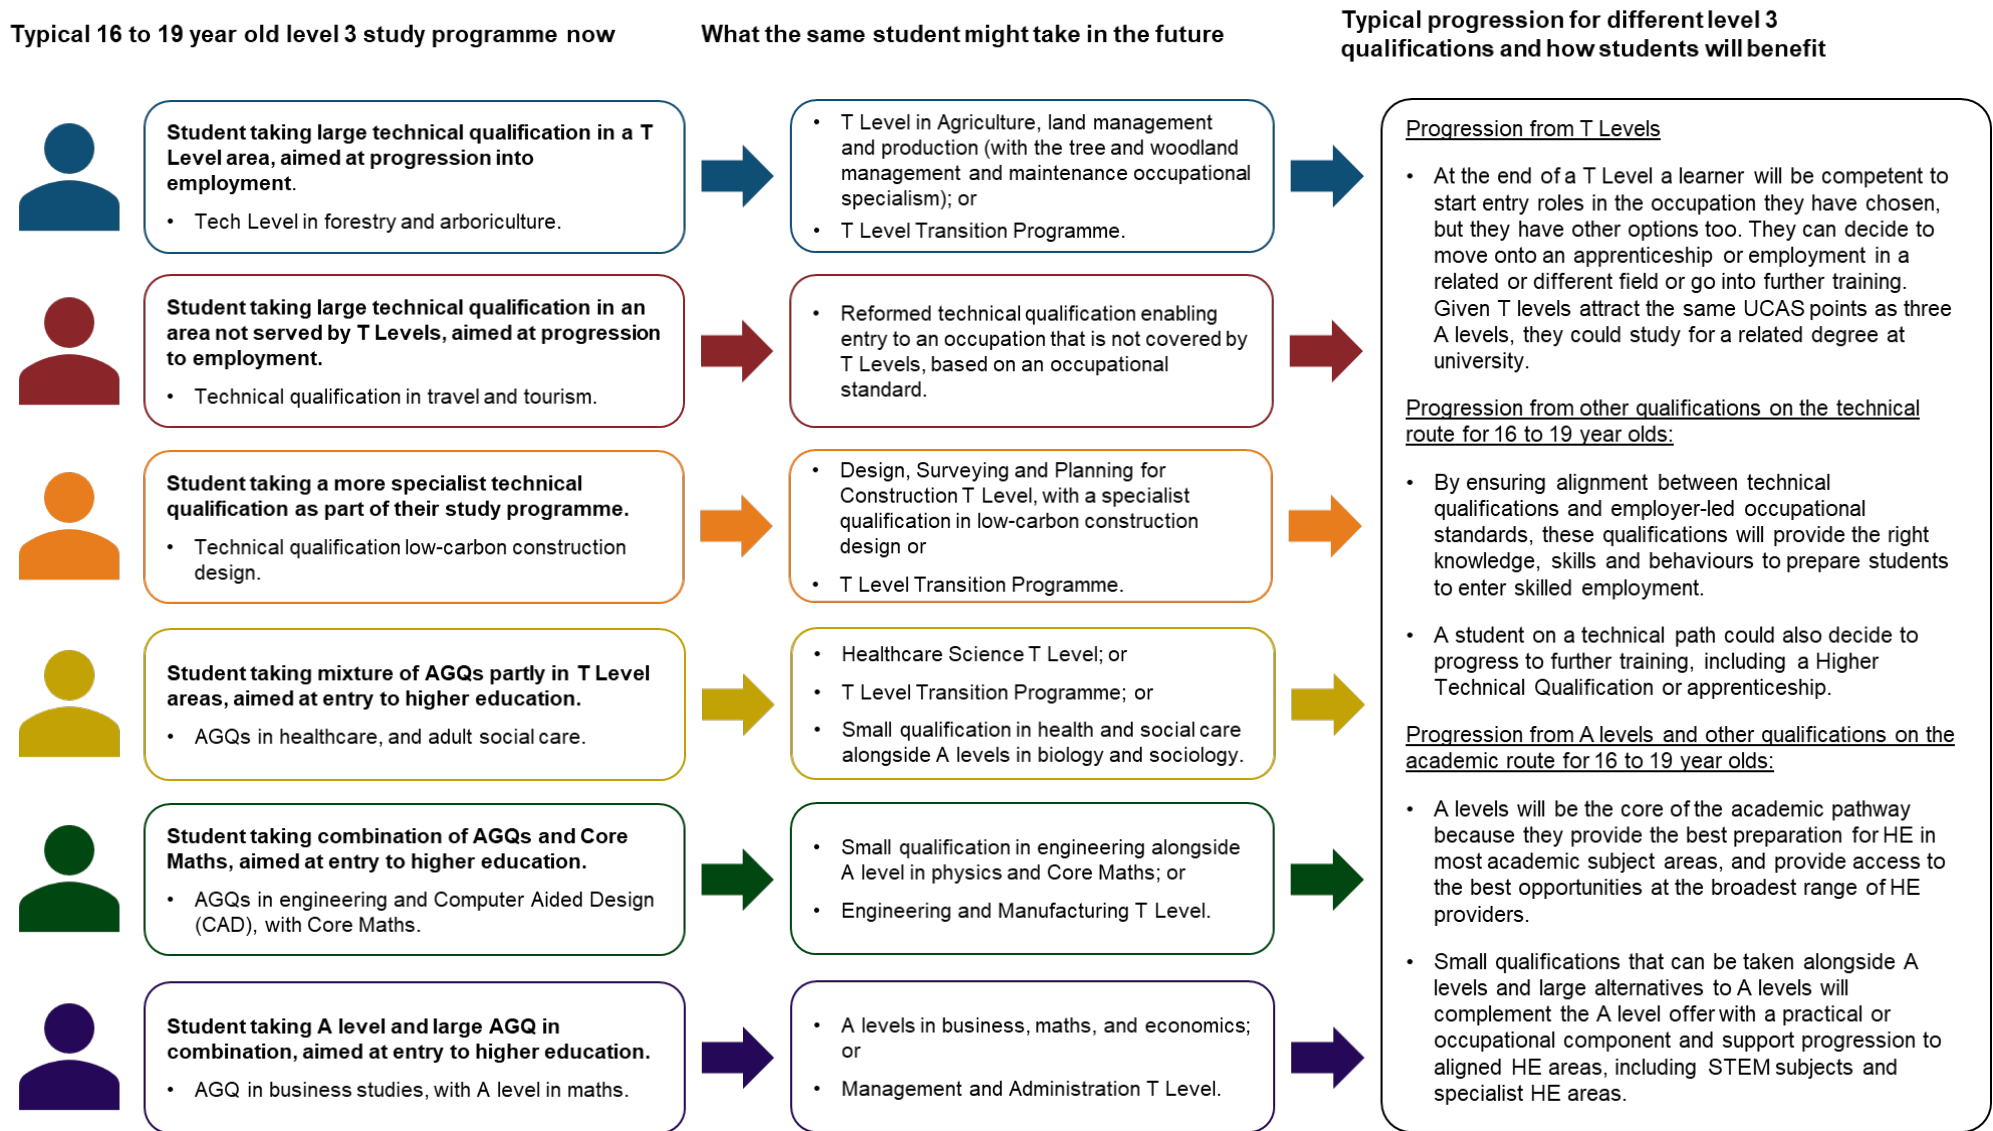 Typical 16 to 19 year old level 3 study programme now
What the same student might take in the future
Typical progression for different level 3
qualifications and how students will benefit
Student taking large technical qualification in a T
Level area, aimed at progression into
employment.
• Tech Level in forestry and arboriculture.
• T Level in Agriculture, land management
and production (with the tree and woodland
management and maintenance occupational
specialism); or
• T Level Transition Programme.
Student taking large technical qualification in an
area not served by T Levels, aimed at progression
to employment.
• Technical qualification in travel and tourism.
• Reformed technical qualification enabling
entry to an occupation that is not covered by
T Levels, based on an occupational
standard.
Student taking a more specialist technical
qualification as part of their study programme.
• Technical qualification low-carbon construction
design.
• Design, Surveying and Planning for
Construction T Level, with a specialist
qualification in low-carbon construction
design or
• T Level Transition Programme.
Student taking mixture of AGQs partly in T Level
areas, aimed at entry to higher education.
• AGQs in healthcare, and adult social care.
• Healthcare Science T Level; or
• T Level Transition Programme; or
• Small qualification in health and social care
alongside A levels in biology and sociology.
Student taking combination of AGQs and Core
Maths, aimed at entry to higher education.
• AGQs in engineering and Computer Aided Design
(CAD), with Core Maths.
• Small qualification in engineering alongside
A level in physics and Core Maths; or
• Engineering and Manufacturing T Level.
Student taking A level and large AGQ in
combination, aimed at entry to higher education.
• AGQ in business studies, with A level in maths.
• A levels in business, maths, and economics;
or
• Management and Administration T Level.
Progression from T Levels
• At the end of a T Level a learner will be competent to
start entry roles in the occupation they have chosen,
but they have other options too. They can decide to
move onto an apprenticeship or employment in a
related or different field or go into further training.
Given T levels attract the same UCAS points as three
A levels, they could study for a related degree at
university.
Progression from other qualifications on the technical
route for 16 to 19 year olds:
• By ensuring alignment between technical
qualifications and employer-led occupational
standards, these qualifications will provide the right
knowledge, skills and behaviours to prepare students
to enter skilled employment.
• A student on a technical path could also decide to
progress to further training, including a Higher
Technical Qualification or apprenticeship.
Progression from A levels and other qualifications on the
academic route for 16 to 19 year olds:
• A levels will be the core of the academic pathway
because they provide the best preparation for HE in
most academic subject areas, and provide access to
the best opportunities at the broadest range of HE
providers.
• Small qualifications that can be taken alongside A
levels and large alternatives to A levels will
complement the A level offer with a practical or
occupational component and support progression to
aligned HE areas, including STEM subjects and
specialist HE areas.